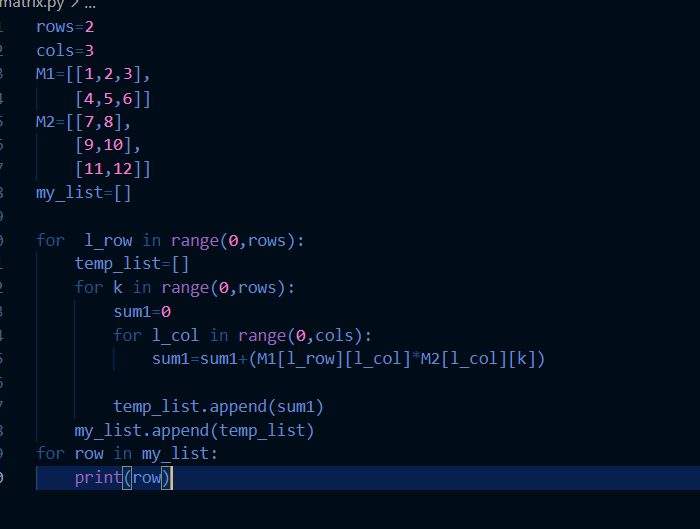 matrix.py > ...
rows=2
cols=3
M1=[[1,2,3],
    [4,5,6]]
M2=[[7,8],
    [9,10],
    [11,12]]
my_list=[]

for  l_row in range(0,rows):
    temp_list=[]
    for k in range(0,rows):
        sum1=0
        for l_col in range(0,cols):
            sum1=sum1+(M1[l_row][l_col]*M2[l_col][k])

        temp_list.append(sum1)
    my_list.append(temp_list)
for row in my_list:
    print(row)